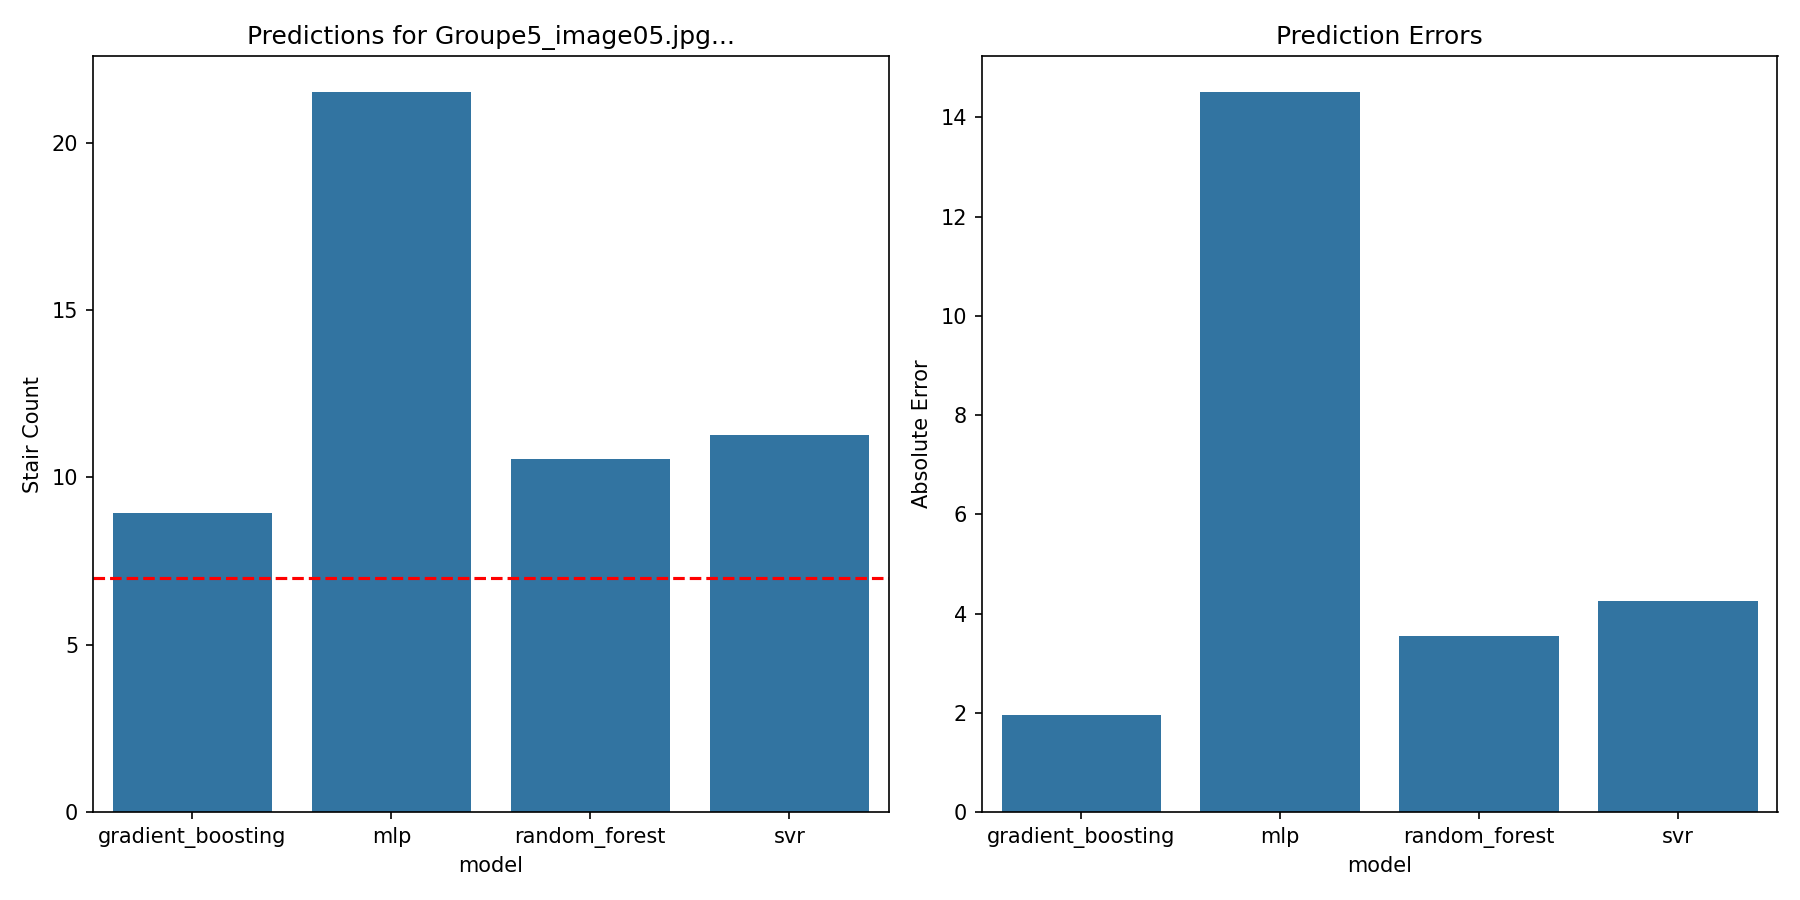 Predictions for Groupe5_image05.jpg...
Stair Count
20
15
10
5
0
gradient_boosting mlp random_forest svr
model
Prediction Errors
Absolute Error
14
12
10
8
6
4
2
0
gradient_boosting mlp random_forest svr
model